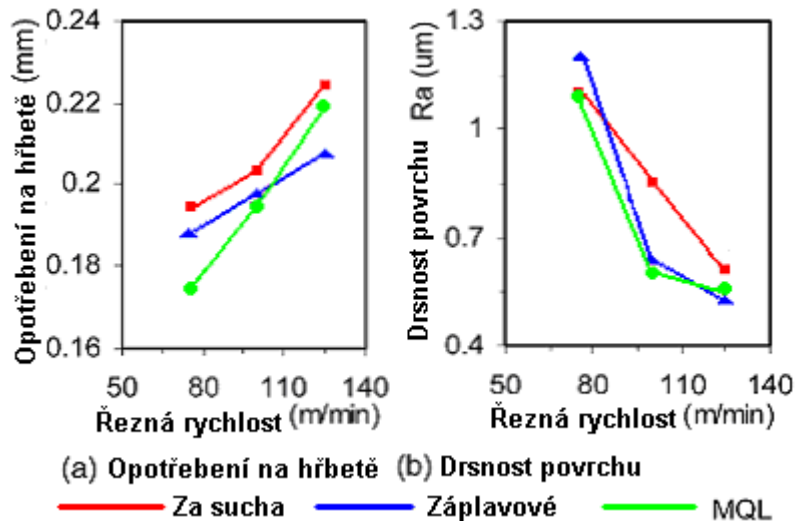 Opotřebení na hřbetě (mm)
0.24
0.22
0.2
0.18
0.16
50 80 110 140
Řezná rychlost (m/min)
Drsnost povrchu Ra (um)
1.3
1
0.7
0.4
50 80 110 140
Řezná rychlost (m/min)
(a) Opotřebení na hřbetě (b) Drsnost povrchu
Za sucha Záplavové MQL